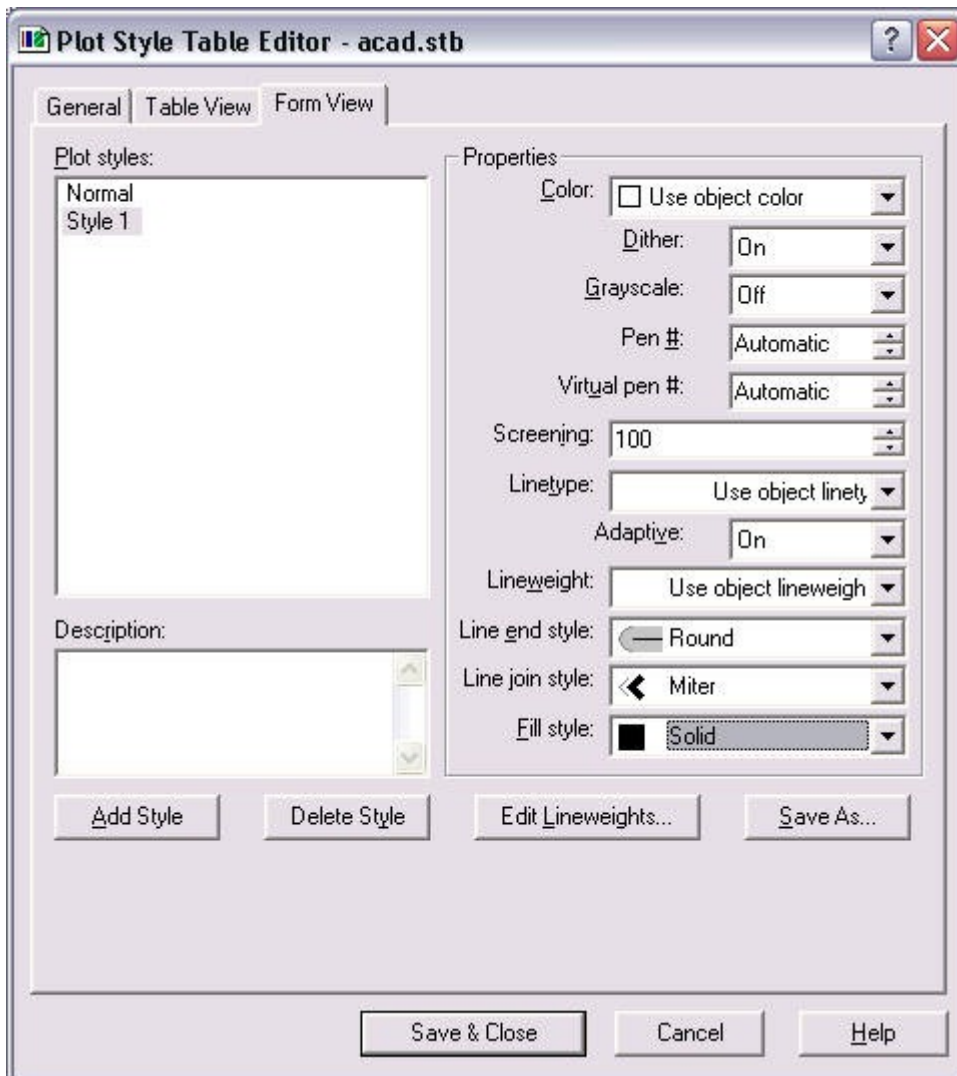 Plot Style Table Editor - acad.stb
?
General Table View Form View
Plot styles:
Normal
Style 1
Description:
Properties
Color: Use object color
Dither: On
Grayscale: Off
Pen #: Automatic
Virtual pen #: Automatic
Screening: 100
Linetype: Use object linety
Adaptive: On
Lineweight: Use object lineweigh
Line end style: Round
Line join style: Miter
Fill style: Solid
Add Style Delete Style Edit Lineweights... Save As...
Save & Close Cancel Help